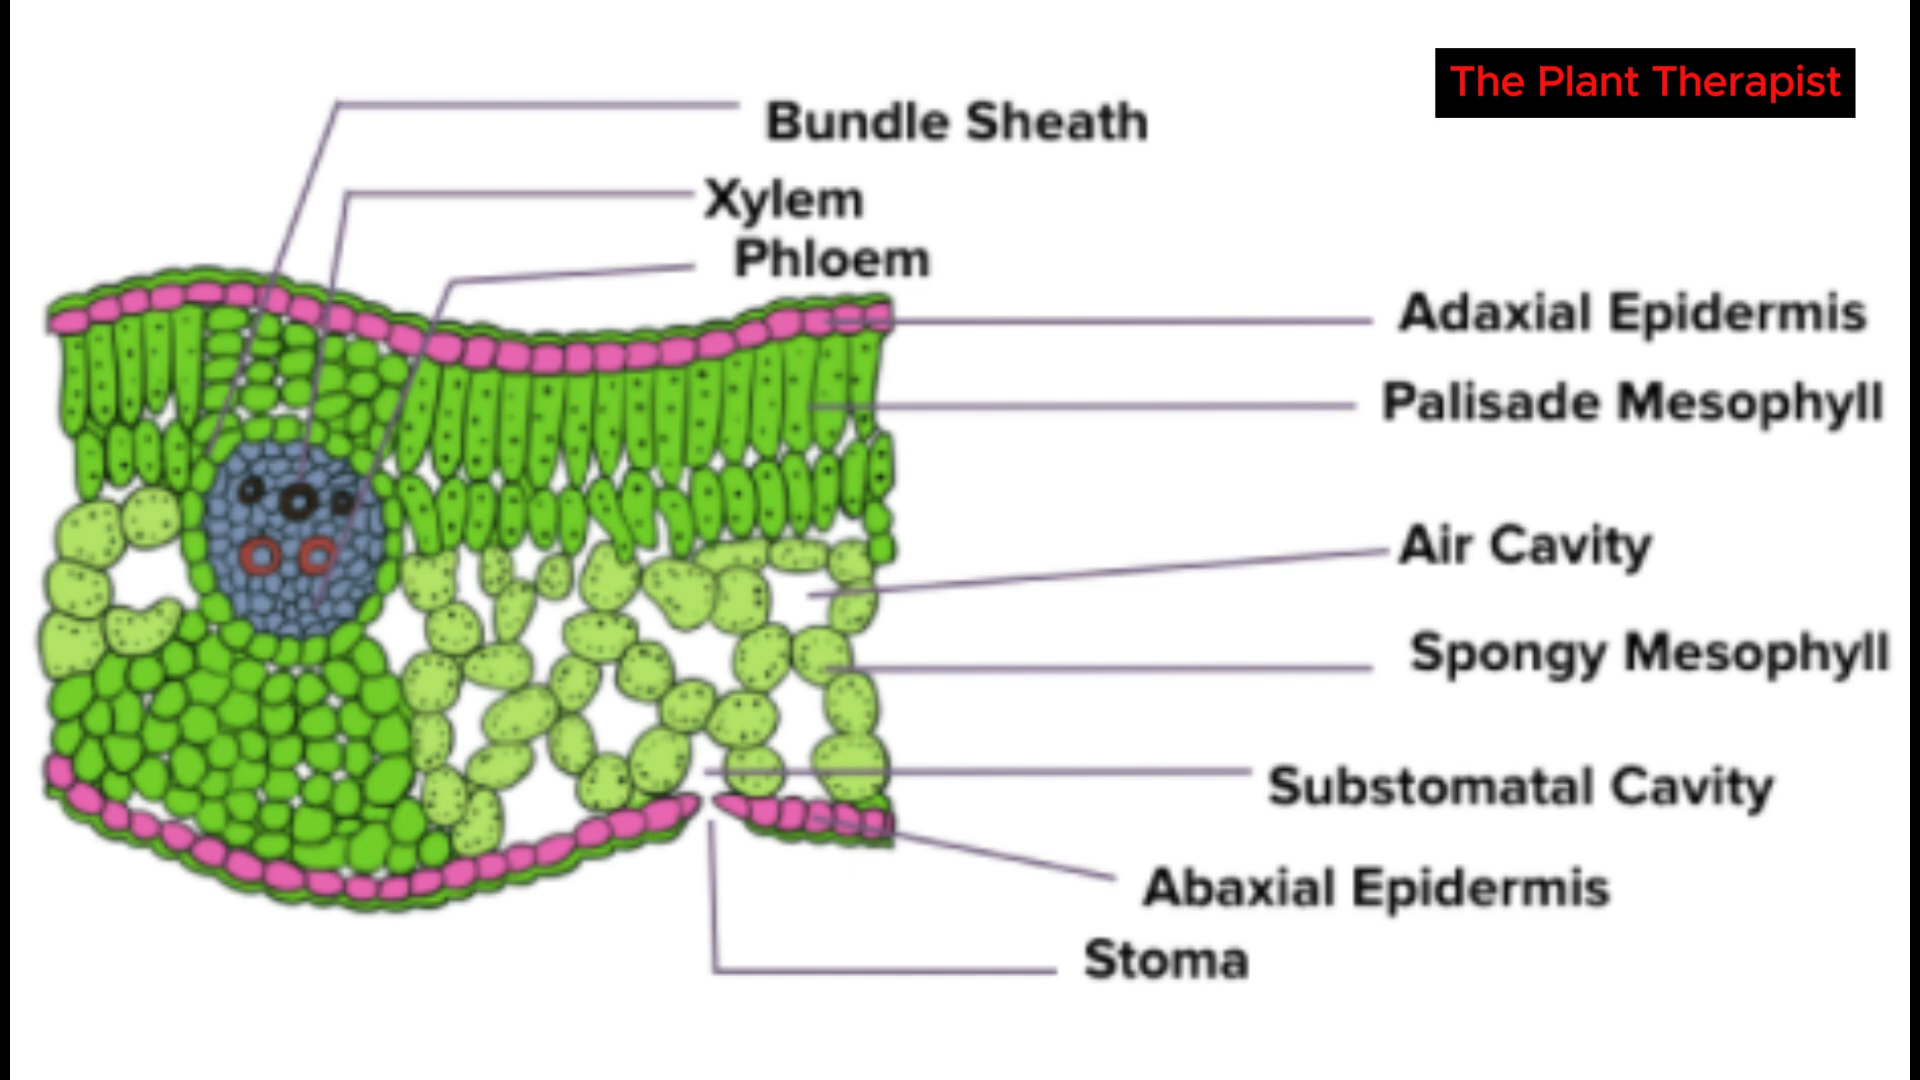 The Plant Therapist
Bundle Sheath
Xylem
Phloem
Adaxial Epidermis
Palisade Mesophyll
Air Cavity
Spongy Mesophyll
Substomatal Cavity
Abaxial Epidermis
Stoma